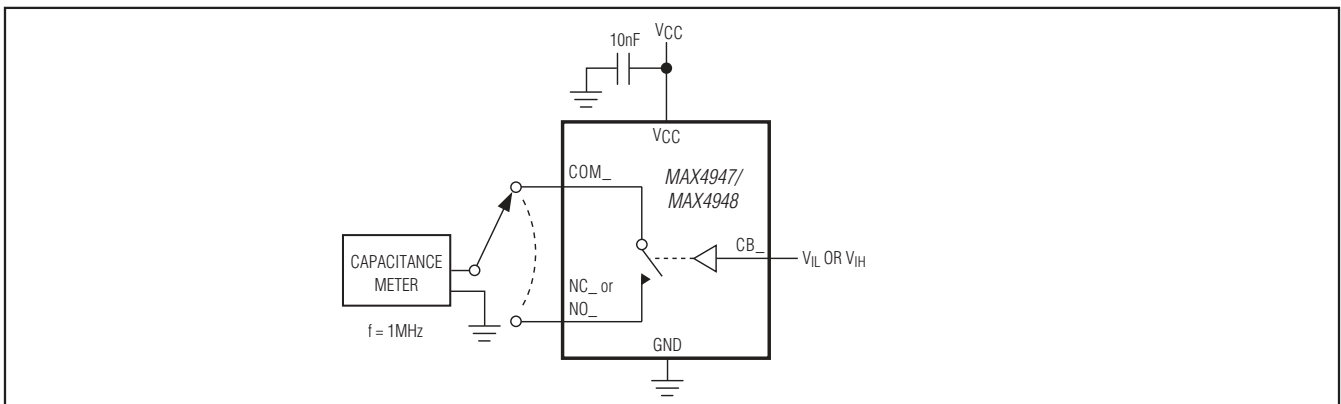 10nF
VCC
VCC
COM_
MAX4947/
MAX4948
CB_
VIL OR VIH
CAPACITANCE
METER
NC_ or
NO_
f = 1MHz
GND